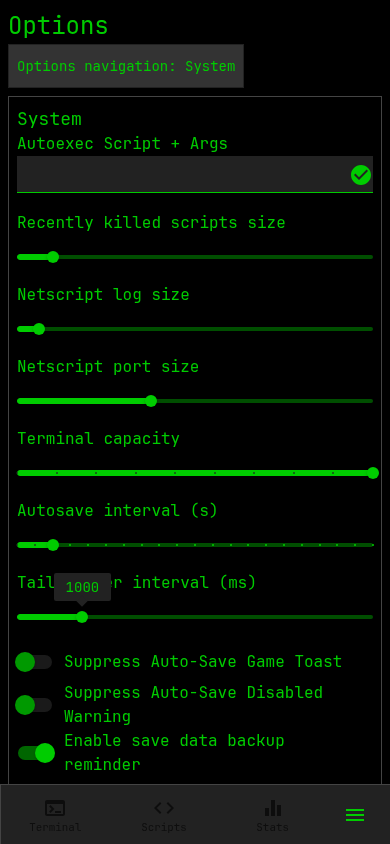 Options
Options navigation: System
System
Autoexec Script + Args
Recently killed scripts size
Netscript log size
Netscript port size
Terminal capacity
Autosave interval (s)
Tail r interval (ms)
1000
Suppress Auto-Save Game Toast
Suppress Auto-Save Disabled
Warning
Enable save data backup
reminder
Terminal
Scripts
Stats